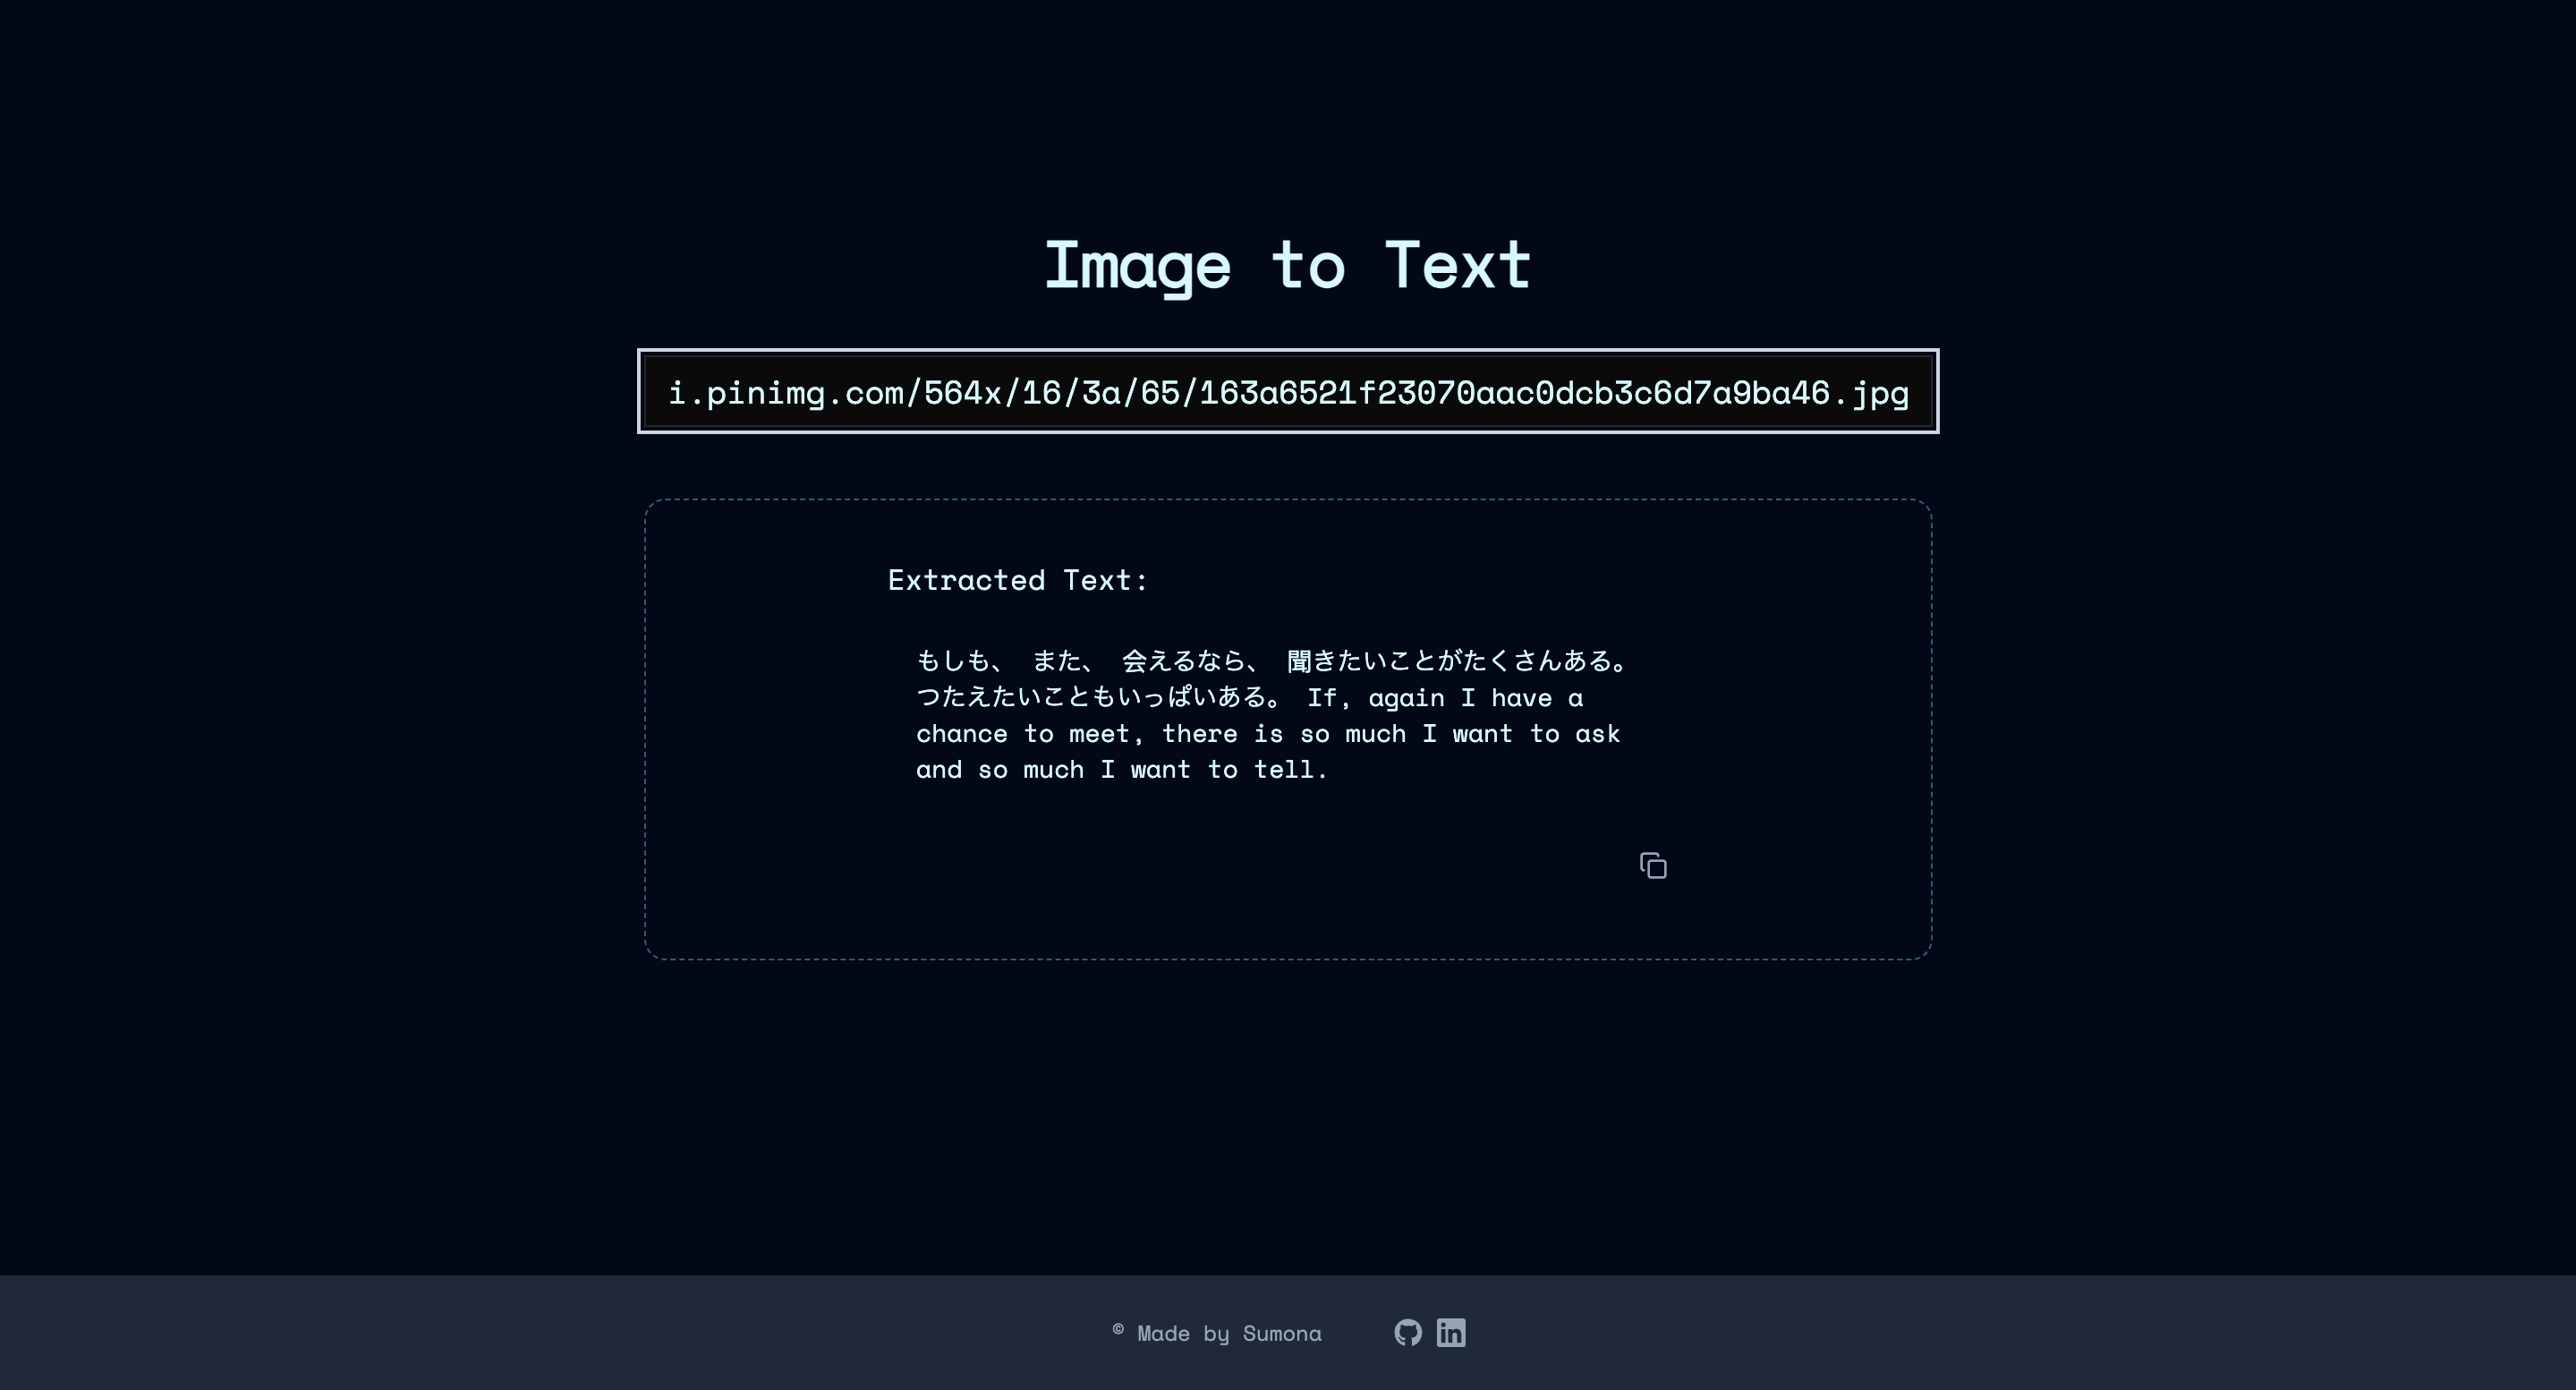 Image to Text
i.pinimg.com/564x/16/3a/65/163a6521f23070aac0dcb3c6d7a9ba46.jpg
Extracted Text:
もしも、 また、 会えるなら、 聞きたいことがたくさんある。
つたえたいこともいっぱいある。 If, again I have a
chance to meet, there is so much I want to ask
and so much I want to tell.
© Made by Sumona